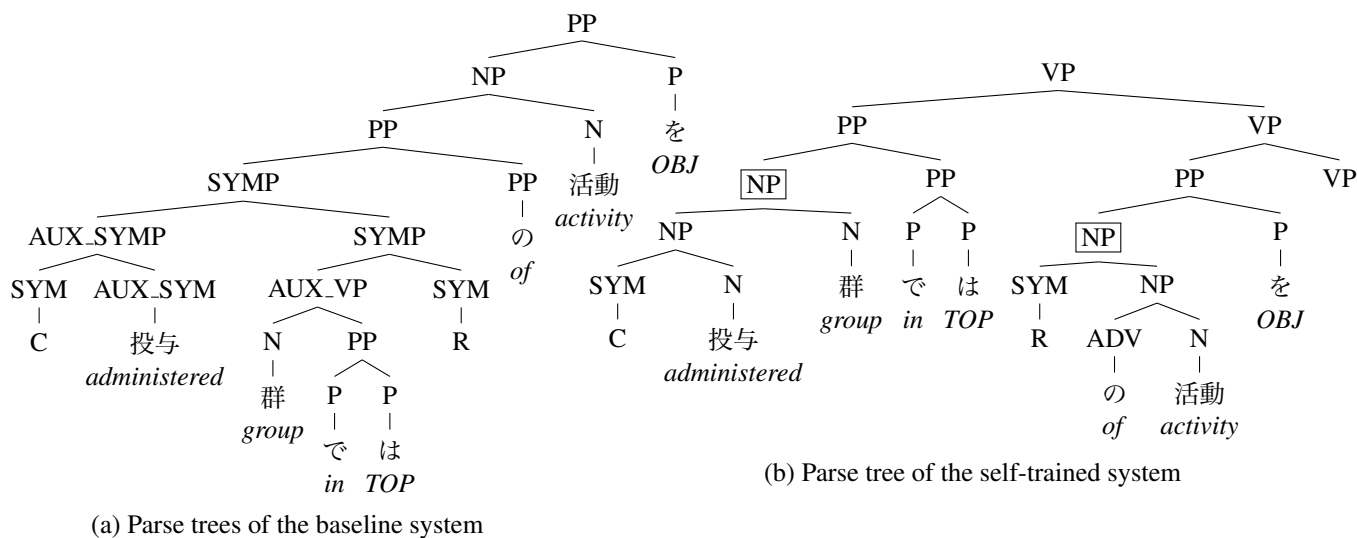 PP
NP P
PP N を
SYMP PP 活動 OBJ
AUX_SYMP SYMP の activity
SYM AUX_SYM AUX_VP SYM of
C 投与 N PP R
administered 群 P P
group で は
in TOP
(a) Parse trees of the baseline system
VP
PP VP
NP PP PP VP
NP N P P NP P
SYM N 群 で は SYM NP を
C 投与 group in TOP R ADV N OBJ
administered の 活動
of activity
(b) Parse tree of the self-trained system